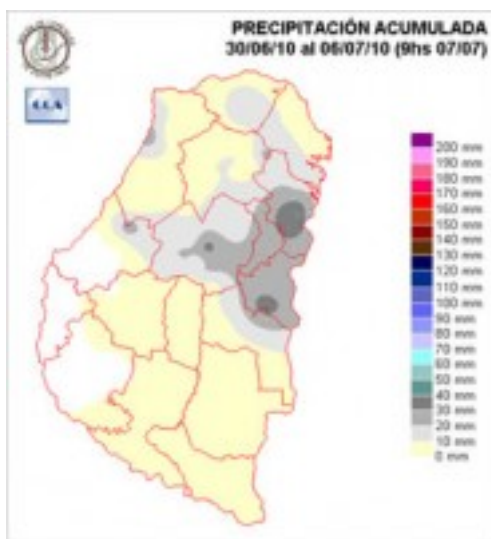 PRECIPITACIÓN ACUMULADA
30/06/10 al 06/07/10 (9hs 07/07)
CCA
200 mm
190 mm
180 mm
170 mm
160 mm
150 mm
140 mm
130 mm
120 mm
110 mm
100 mm
90 mm
80 mm
70 mm
60 mm
50 mm
40 mm
30 mm
20 mm
10 mm
0 mm